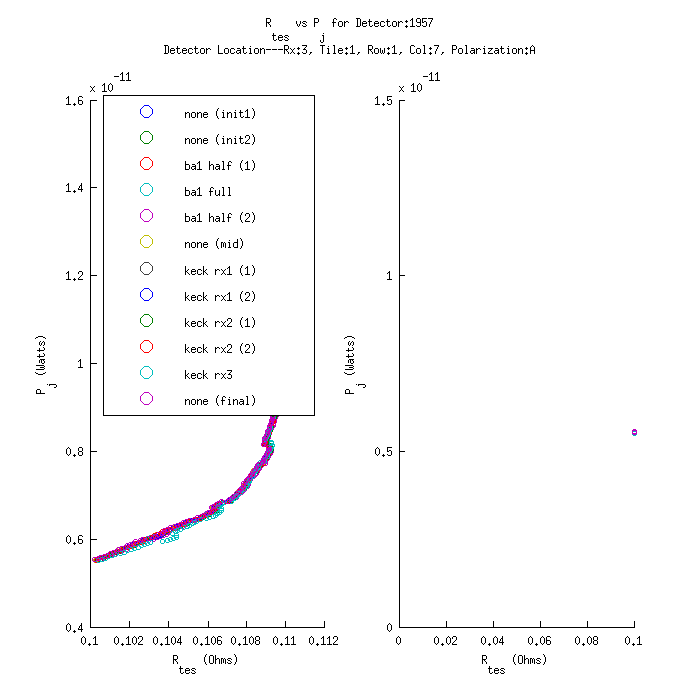 R tes vs P j for Detector:1957
Detector Location---Rx:3, Tile:1, Row:1, Col:7, Polarization:A
x 10^-11
1.6
1.4
1.2
1
0.8
0.6
0.4
P j (Watts)
none (init1)
none (init2)
ba1 half (1)
ba1 full
ba1 half (2)
none (mid)
keck rx1 (1)
keck rx1 (2)
keck rx2 (1)
keck rx2 (2)
keck rx3
none (final)
0.1 0.102 0.104 0.106 0.108 0.11 0.112
R tes (Ohms)
x 10^-11
1.5
1
0.5
0
P j (Watts)
0 0.02 0.04 0.06 0.08 0.1
R tes (Ohms)